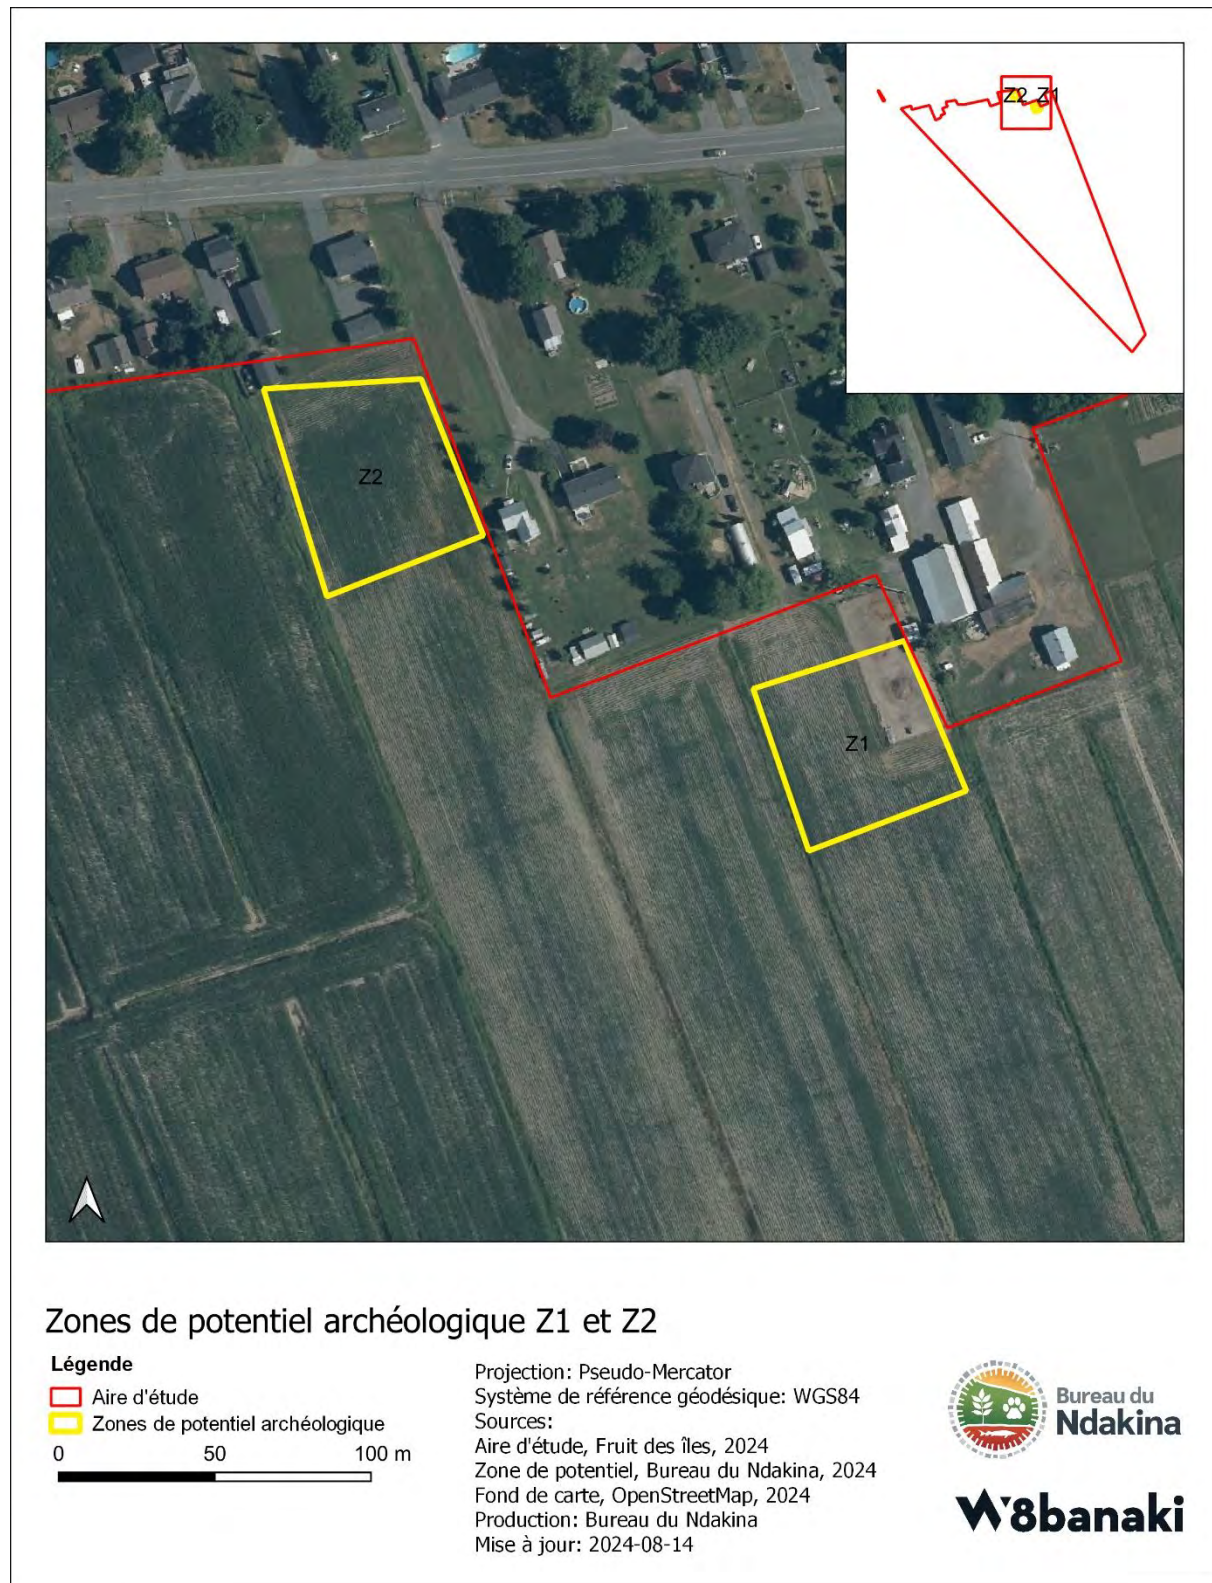 Z2 Z1
Z2
Z1
Zones de potentiel archéologique Z1 et Z2
Légende
Aire d'étude
Zones de potentiel archéologique
0 50 100 m
Projection: Pseudo-Mercator
Système de référence géodésique: WGS84
Sources:
Aire d'étude, Fruit des îles, 2024
Zone de potentiel, Bureau du Ndakina, 2024
Fond de carte, OpenStreetMap, 2024
Production: Bureau du Ndakina
Mise à jour: 2024-08-14
Bureau du
Ndakina
W8banaki